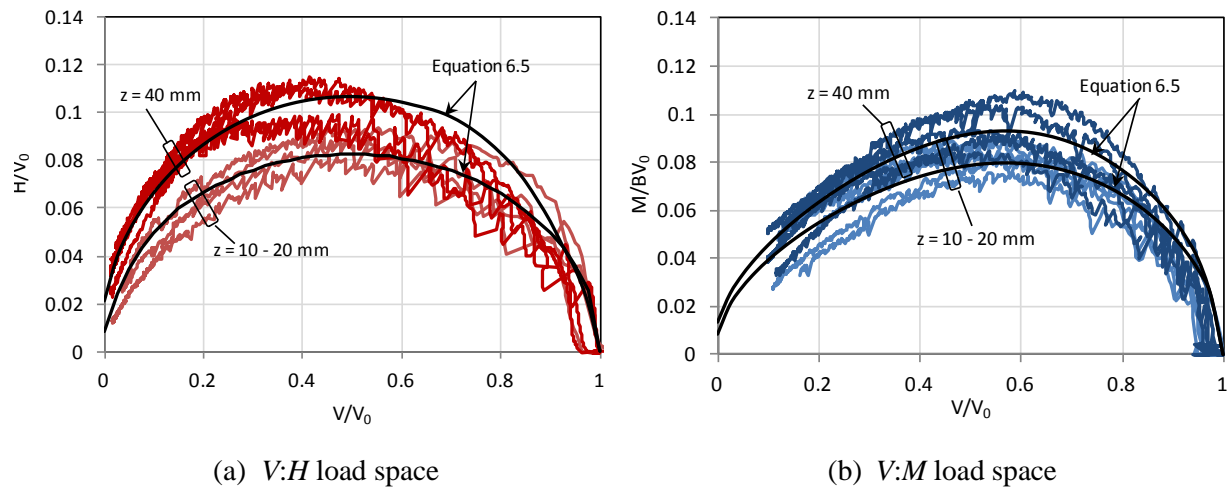 0.14
0.12
0.1
0.08
0.06
0.04
0.02
0
H/V0
z = 40 mm
Equation 6.5
z = 10 - 20 mm
0 0.2 0.4 0.6 0.8 1
V/V0
(a) V:H load space
0.14
0.12
0.1
0.08
0.06
0.04
0.02
0
M/BV0
z = 40 mm
Equation 6.5
z = 10 - 20 mm
0 0.2 0.4 0.6 0.8 1
V/V0
(b) V:M load space